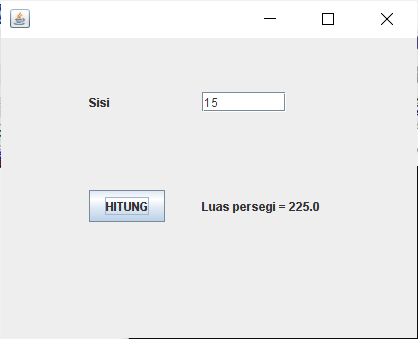 Sisi
15
HITUNG
Luas persegi = 225.0